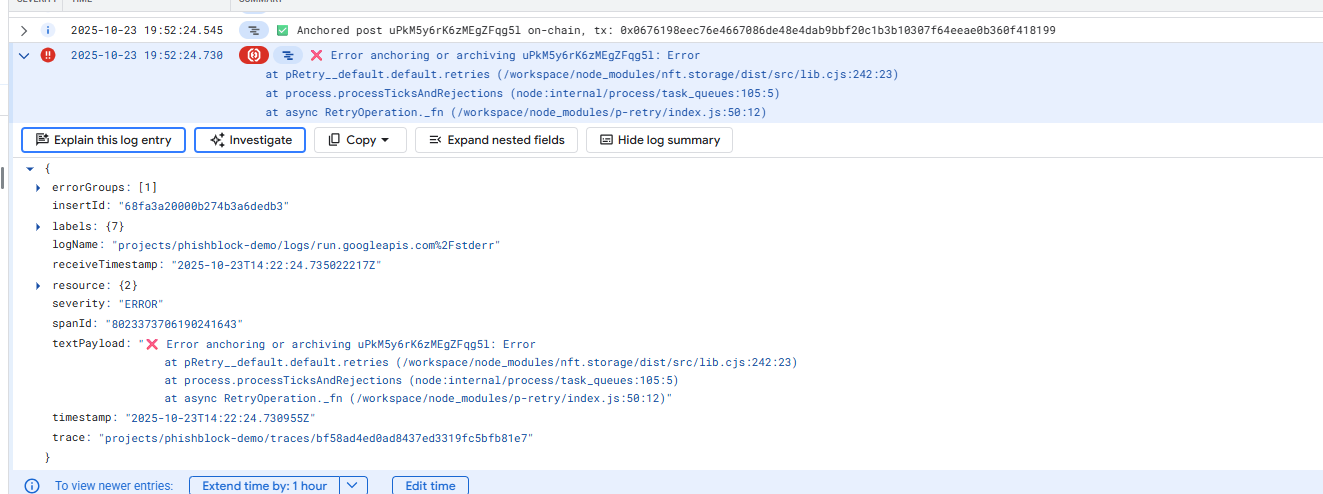 2025-10-23 19:52:24.545 ✅ Anchored post uPkM5y6rK6zMEgZFqg5l on-chain, tx: 0x0676198eec76e4667086de48e4dab9bbf20c1b3b10307f64eeae0b360f418199
2025-10-23 19:52:24.730 ❌ Error anchoring or archiving uPkM5y6rK6zMEgZFqg5l: Error
at pRetry__default.default.retries (/workspace/node_modules/nft.storage/dist/src/lib.cjs:242:23)
at process.processTicksAndRejections (node:internal/process/task_queues:105:5)
at async RetryOperation._fn (/workspace/node_modules/p-retry/index.js:50:12)
Explain this log entry Investigate Copy Expand nested fields Hide log summary
{
errorGroups: [1]
insertId: "68fa3a20000b274b3a6dedb3"
labels: {7}
logName: "projects/phishblock-demo/logs/run.googleapis.com%2Fstderr"
receiveTimestamp: "2025-10-23T14:22:24.735022217Z"
resource: {2}
severity: "ERROR"
spanId: "8023373706190241643"
textPayload: "❌ Error anchoring or archiving uPkM5y6rK6zMEgZFqg5l: Error
at pRetry__default.default.retries (/workspace/node_modules/nft.storage/dist/src/lib.cjs:242:23)
at process.processTicksAndRejections (node:internal/process/task_queues:105:5)
at async RetryOperation._fn (/workspace/node_modules/p-retry/index.js:50:12)"
timestamp: "2025-10-23T14:22:24.730955Z"
trace: "projects/phishblock-demo/traces/bf58ad4ed0ad8437ed3319fc5bfb81e7"
}
To view newer entries: Extend time by: 1 hour Edit time